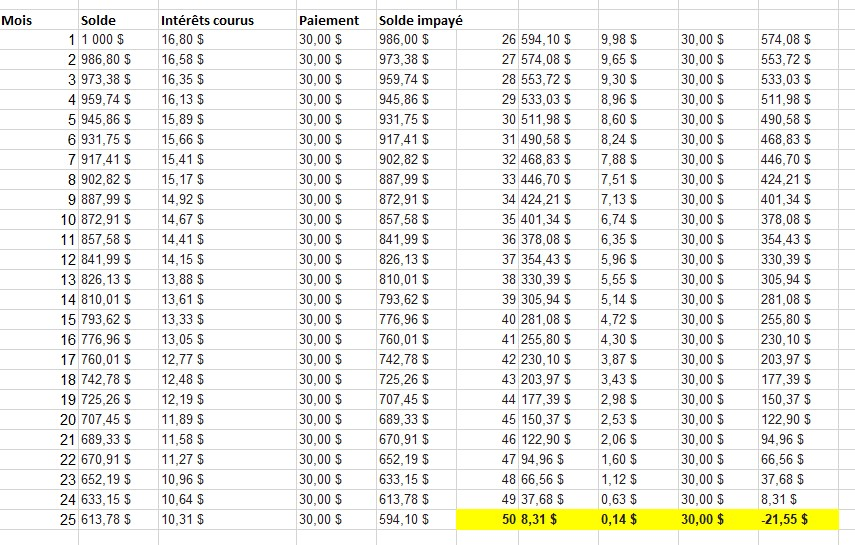 Mois Solde Intérêts courus Paiement Solde impayé
1 1 000 $ 16,80 $ 30,00 $ 986,00 $ 26 594,10 $ 9,98 $ 30,00 $ 574,08 $
2 986,80 $ 16,58 $ 30,00 $ 973,38 $ 27 574,08 $ 9,65 $ 30,00 $ 553,72 $
3 973,38 $ 16,35 $ 30,00 $ 959,74 $ 28 553,72 $ 9,30 $ 30,00 $ 533,03 $
4 959,74 $ 16,13 $ 30,00 $ 945,86 $ 29 533,03 $ 8,96 $ 30,00 $ 511,98 $
5 945,86 $ 15,89 $ 30,00 $ 931,75 $ 30 511,98 $ 8,60 $ 30,00 $ 490,58 $
6 931,75 $ 15,66 $ 30,00 $ 917,41 $ 31 490,58 $ 8,24 $ 30,00 $ 468,83 $
7 917,41 $ 15,41 $ 30,00 $ 902,82 $ 32 468,83 $ 7,88 $ 30,00 $ 446,70 $
8 902,82 $ 15,17 $ 30,00 $ 887,99 $ 33 446,70 $ 7,51 $ 30,00 $ 424,21 $
9 887,99 $ 14,92 $ 30,00 $ 872,91 $ 34 424,21 $ 7,13 $ 30,00 $ 401,34 $
10 872,91 $ 14,67 $ 30,00 $ 857,58 $ 35 401,34 $ 6,74 $ 30,00 $ 378,08 $
11 857,58 $ 14,41 $ 30,00 $ 841,99 $ 36 378,08 $ 6,35 $ 30,00 $ 354,43 $
12 841,99 $ 14,15 $ 30,00 $ 826,13 $ 37 354,43 $ 5,96 $ 30,00 $ 330,39 $
13 826,13 $ 13,88 $ 30,00 $ 810,01 $ 38 330,39 $ 5,55 $ 30,00 $ 305,94 $
14 810,01 $ 13,61 $ 30,00 $ 793,62 $ 39 305,94 $ 5,14 $ 30,00 $ 281,08 $
15 793,62 $ 13,33 $ 30,00 $ 776,96 $ 40 281,08 $ 4,72 $ 30,00 $ 255,80 $
16 776,96 $ 13,05 $ 30,00 $ 760,01 $ 41 255,80 $ 4,30 $ 30,00 $ 230,10 $
17 760,01 $ 12,77 $ 30,00 $ 742,78 $ 42 230,10 $ 3,87 $ 30,00 $ 203,97 $
18 742,78 $ 12,48 $ 30,00 $ 725,26 $ 43 203,97 $ 3,43 $ 30,00 $ 177,39 $
19 725,26 $ 12,19 $ 30,00 $ 707,45 $ 44 177,39 $ 2,98 $ 30,00 $ 150,37 $
20 707,45 $ 11,89 $ 30,00 $ 689,33 $ 45 150,37 $ 2,53 $ 30,00 $ 122,90 $
21 689,33 $ 11,58 $ 30,00 $ 670,91 $ 46 122,90 $ 2,06 $ 30,00 $ 94,96 $
22 670,91 $ 11,27 $ 30,00 $ 652,19 $ 47 94,96 $ 1,60 $ 30,00 $ 66,56 $
23 652,19 $ 10,96 $ 30,00 $ 633,15 $ 48 66,56 $ 1,12 $ 30,00 $ 37,68 $
24 633,15 $ 10,64 $ 30,00 $ 613,78 $ 49 37,68 $ 0,63 $ 30,00 $ 8,31 $
25 613,78 $ 10,31 $ 30,00 $ 594,10 $ 50 8,31 $ 0,14 $ 30,00 $ -21,55 $